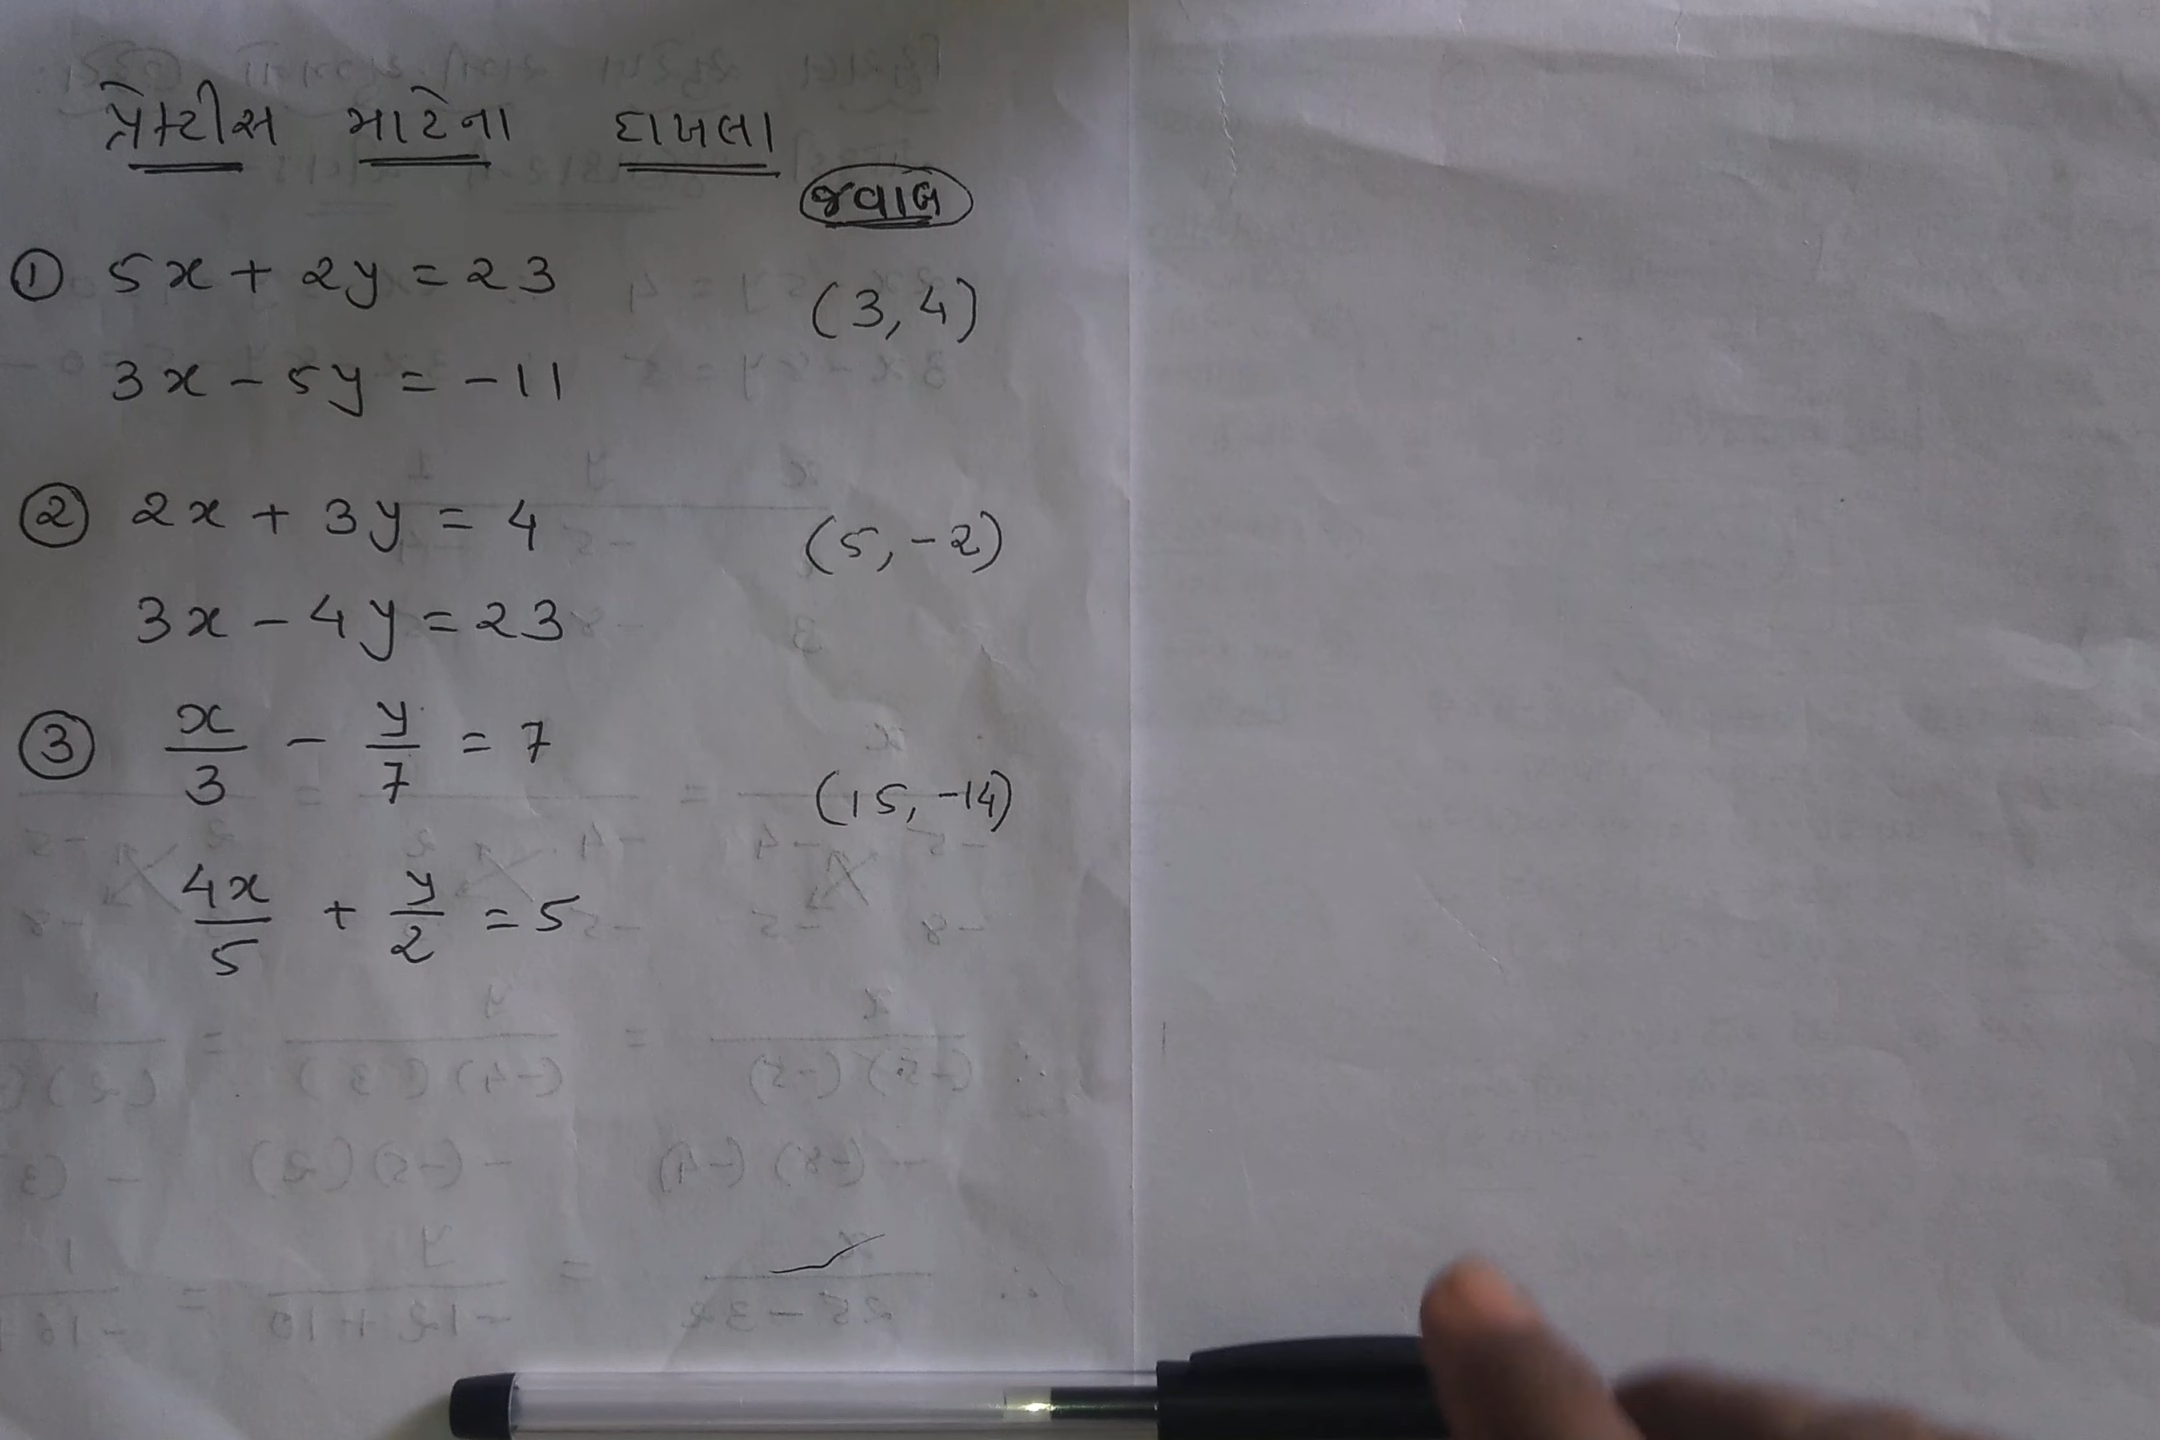 પ્રેક્ટીસ માટેના દાખલા
જવાબ
① 5x + 2y = 23
(3, 4)
3x - 5y = -11
② 2x + 3y = 4
(5, -2)
3x - 4y = 23
③ x/3 - y/7 = 7
(15, -14)
4x/5 + y/2 = 5